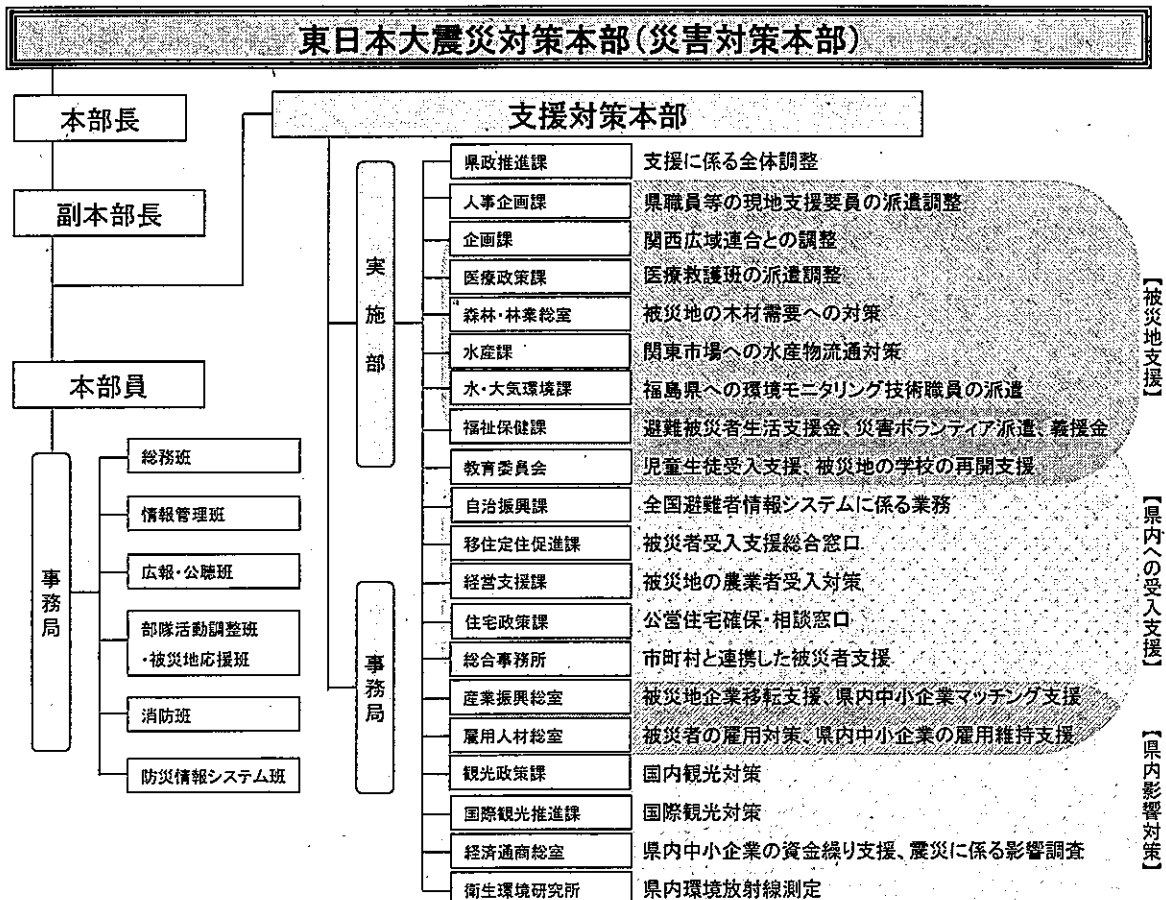 東日本大震災対策本部(災害対策本部)
本部長
副本部長
本部員
事務局
総務班
情報管理班
広報・公聴班
部隊活動調整班
・被災地応援班
消防班
防災情報システム班
支援対策本部
実施部
事務局
県政推進課 支援に係る全体調整
人事企画課 県職員等の現地支援要員の派遣調整
企画課 関西広域連合との調整
医療政策課 医療救護班の派遣調整
森林・林業総室 被災地の木材需要への対策
水産課 関東市場への水産物流通対策
水・大気環境課 福島県への環境モニタリング技術職員の派遣
福祉保健課 避難被災者生活支援金、災害ボランティア派遣、義援金
教育委員会 児童生徒受入支援、被災地の学校の再開支援
自治振興課 全国避難者情報システムに係る業務
移住定住促進課 被災者受入支援総合窓口
経営支援課 被災地の農業者受入対策
住宅政策課 公営住宅確保・相談窓口
総合事務所 市町村と連携した被災者支援
産業振興総室 被災地企業移転支援、県内中小企業マッチング支援
雇用人材総室 被災者の雇用対策、県内中小企業の雇用維持支援
観光政策課 国内観光対策
国際観光推進課 国際観光対策
経済通商総室 県内中小企業の資金繰り支援、震災に係る影響調査
衛生環境研究所 県内環境放射線測定
【被災地支援】
【県内への受入支援】
【県内影響対策】